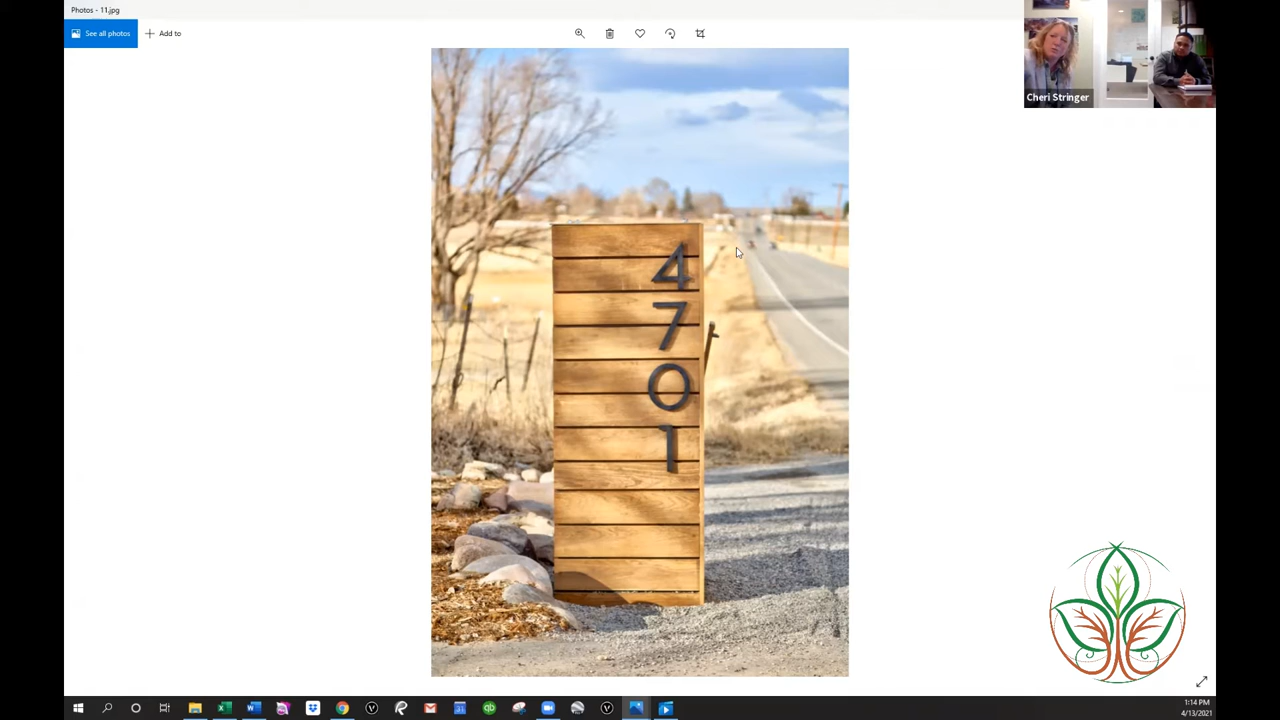 Photos - 11.jpg
See all photos
Add to
Cheri Stringer
4
7
0
1
1:14 PM
4/13/2021